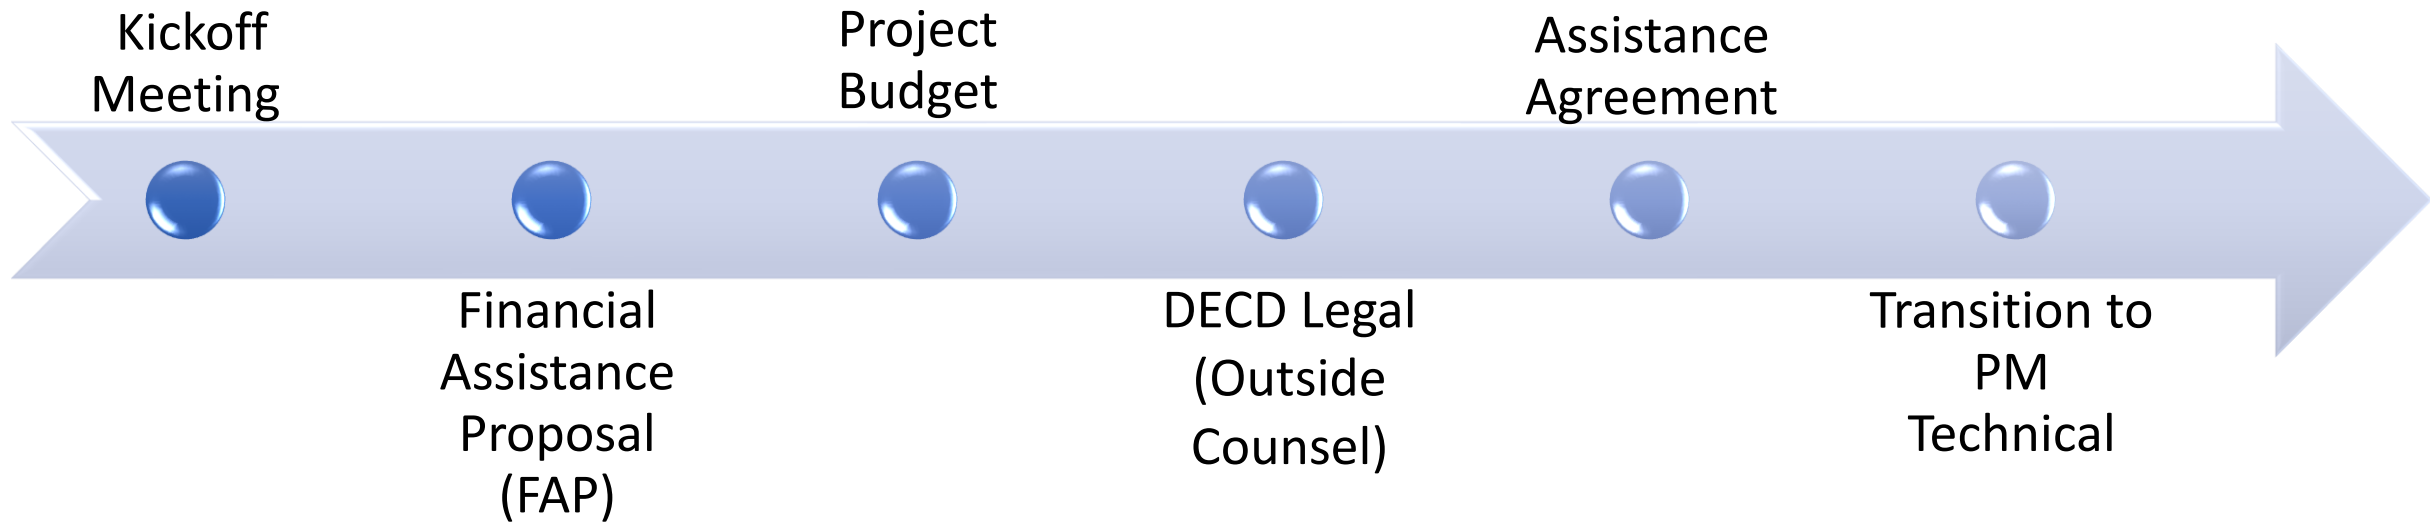 Kickoff
Meeting
Financial
Assistance
Proposal
(FAP)
Project
Budget
DECD Legal
(Outside
Counsel)
Assistance
Agreement
Transition to
PM
Technical